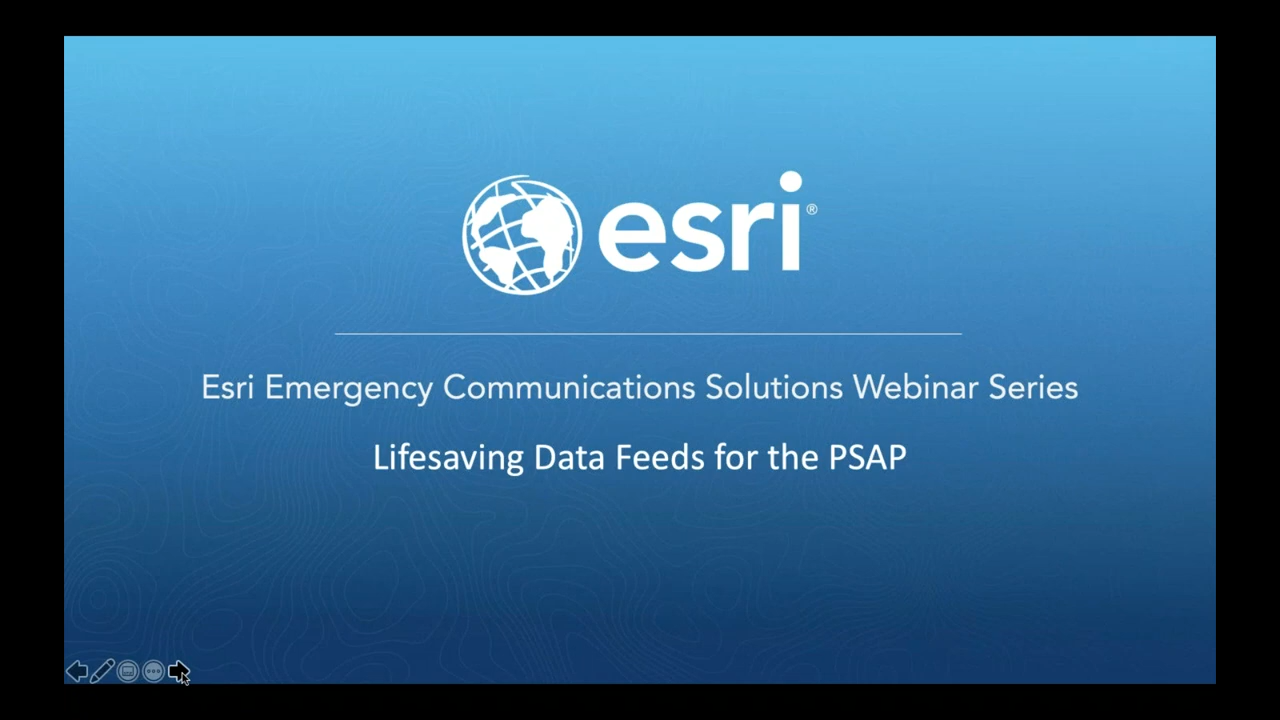 esri®
Esri Emergency Communications Solutions Webinar Series
Lifesaving Data Feeds for the PSAP